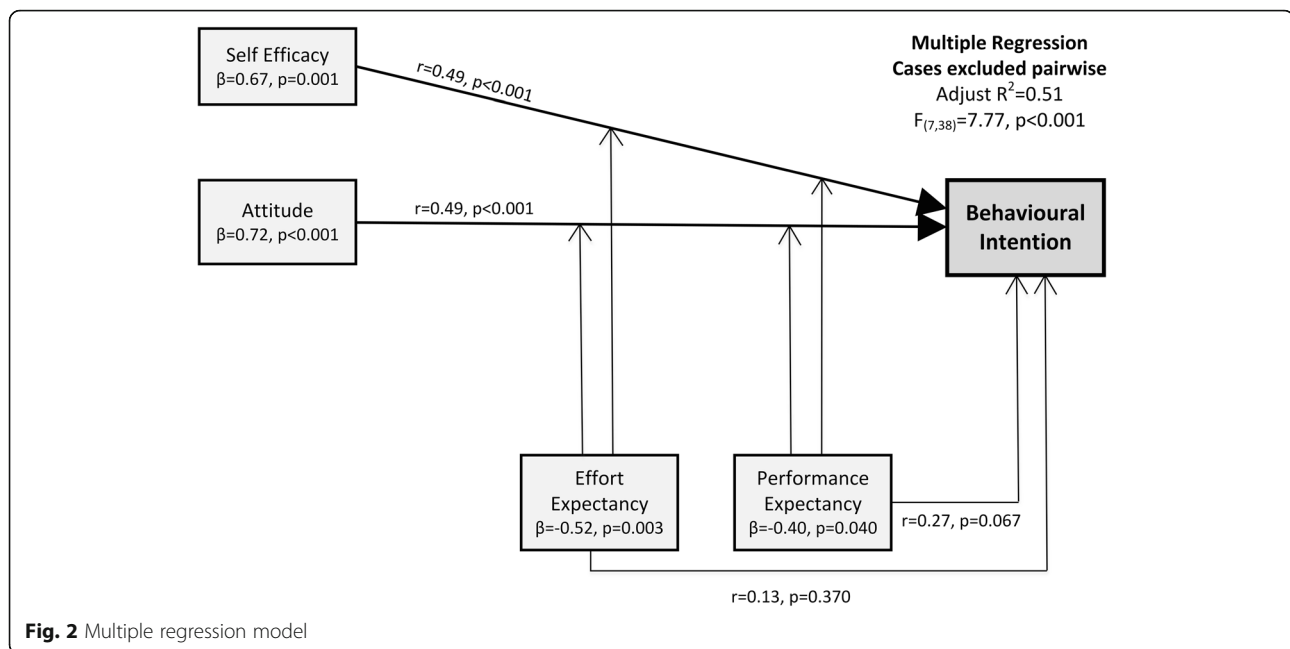 Self Efficacy
β=0.67, p=0.001
r=0.49, p<0.001
Multiple Regression
Cases excluded pairwise
Adjust R²=0.51
F(7,38)=7.77, p<0.001
Attitude
β=0.72, p<0.001
r=0.49, p<0.001
Behavioural
Intention
Effort
Expectancy
β=-0.52, p=0.003
Performance
Expectancy
β=-0.40, p=0.040
r=0.27, p=0.067
r=0.13, p=0.370
Fig. 2 Multiple regression model